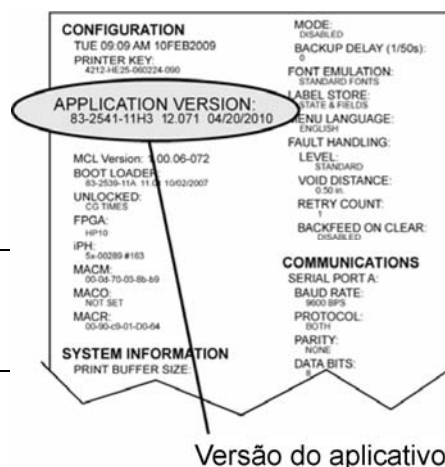 CONFIGURATION
TUE 09:09 AM 10FEB2009
PRINTER KEY:
4212-HE25-060224-090
APPLICATION VERSION:
83-2541-11H3 12.071 04/20/2010
MCL Version: 1.00.06-072
BOOT LOADER:
83-2539-11A 11.01 10/02/2007
UNLOCKED:
CG TIMES
FPGA:
HP10
iPH:
5x-00289 #163
MACM:
00-0d-70-03-8b-b9
MACO:
NOT SET
MACR:
00-90-c9-01-D0-64
SYSTEM INFORMATION
PRINT BUFFER SIZE:
MODE:
DISABLED
BACKUP DELAY (1/50s):
0
FONT EMULATION:
STANDARD FONTS
LABEL STORE:
STATE & FIELDS
MENU LANGUAGE:
ENGLISH
FAULT HANDLING:
LEVEL:
STANDARD
VOID DISTANCE:
0.50 in.
RETRY COUNT:
1
BACKFEED ON CLEAR:
DISABLED
COMMUNICATIONS
SERIAL PORT A:
BAUD RATE:
9600 BPS
PROTOCOL:
BOTH
PARITY:
NONE
DATA BITS:
8
Versão do aplicativo